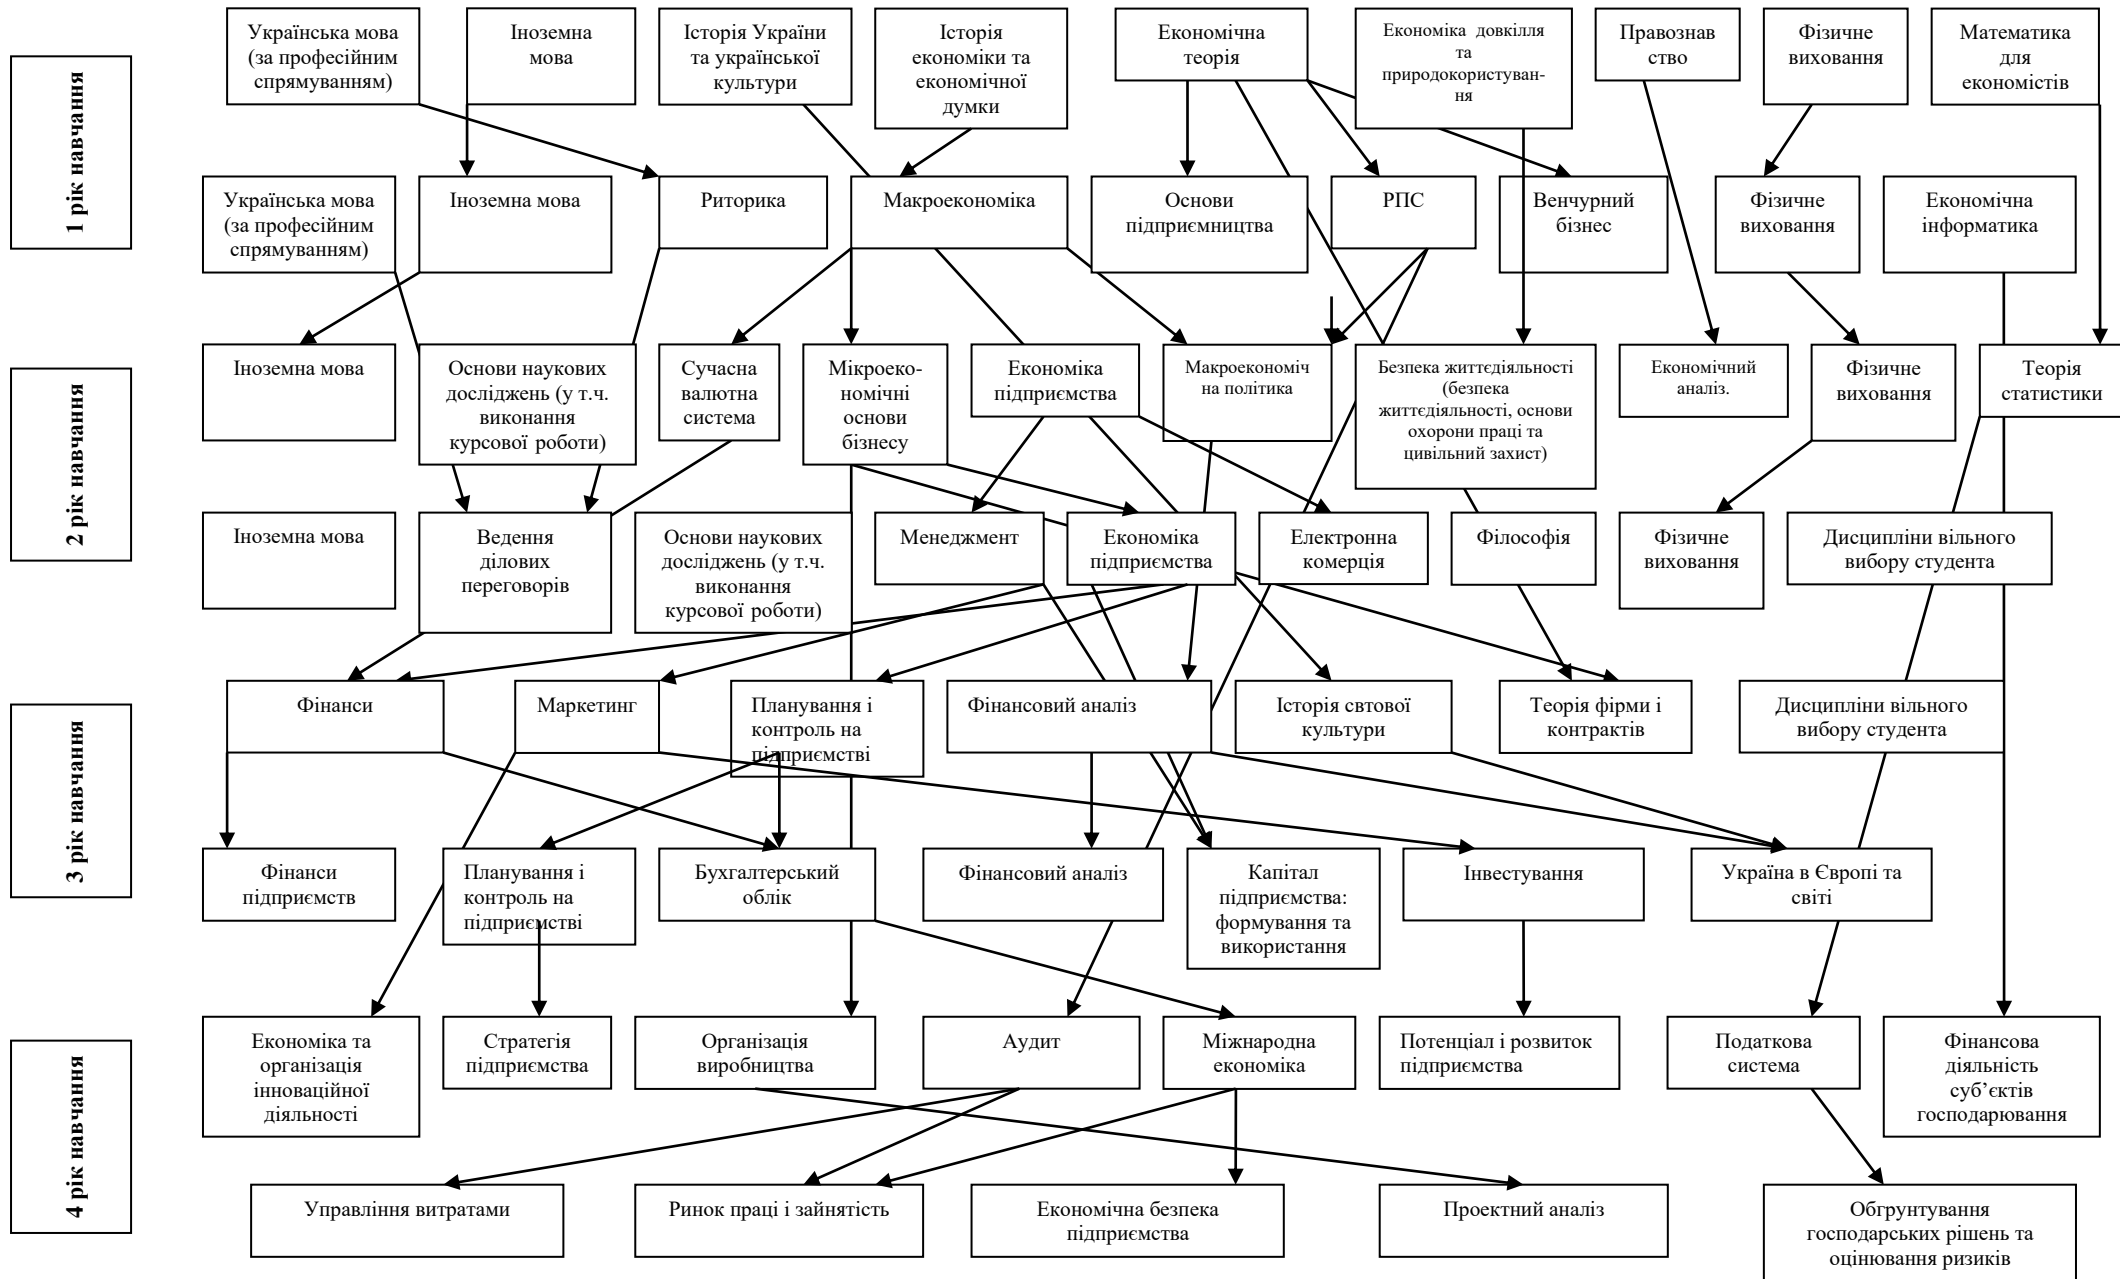 Українська мова
(за професійним
спрямуванням)
Іноземна
мова
Історія України
та української
культури
Історія
економіки та
економічної
думки
Економічна
теорія
Економіка довкілля
та
природокористуван-
ня
Правознав
ство
Фізичне
виховання
Математика
для
економістів
1 рік навчання
Українська мова
(за професійним
спрямуванням)
Іноземна мова
Риторика
Макроекономіка
Основи
підприємництва
РПС
Венчурний
бізнес
Фізичне
виховання
Економічна
інформатика
Іноземна мова
Основи наукових
досліджень (у т.ч.
виконання
курсової роботи)
Сучасна
валютна
система
Мікроеко-
номічні
основи
бізнесу
Економіка
підприємства
Макроекономіч
на політика
Безпека життєдіяльності
(безпека
життєдіяльності, основи
охорони праці та
цивільний захист)
Економічний
аналіз.
Фізичне
виховання
Теорія
статистики
2 рік навчання
Іноземна мова
Ведення
ділових
переговорів
Основи наукових
досліджень (у т.ч.
виконання
курсової роботи)
Менеджмент
Економіка
підприємства
Електронна
комерція
Філософія
Фізичне
виховання
Дисципліни вільного
вибору студента
Фінанси
Маркетинг
Планування і
контроль на
підприємстві
Фінансовий аналіз
Історія свтової
культури
Теорія фірми і
контрактів
Дисципліни вільного
вибору студента
3 рік навчання
Фінанси
підприємств
Планування і
контроль на
підприємстві
Бухгалтерський
облік
Фінансовий аналіз
Капітал
підприємства:
формування та
використання
Інвестування
Україна в Європі та
світі
Економіка та
організація
інноваційної
діяльності
Стратегія
підприємства
Організація
виробництва
Аудит
Міжнародна
економіка
Потенціал і розвиток
підприємства
Податкова
система
Фінансова
діяльність
суб’єктів
господарювання
4 рік навчання
Управління витратами
Ринок праці і зайнятість
Економічна безпека
підприємства
Проектний аналіз
Обгрунтування
господарських рішень та
оцінювання ризиків